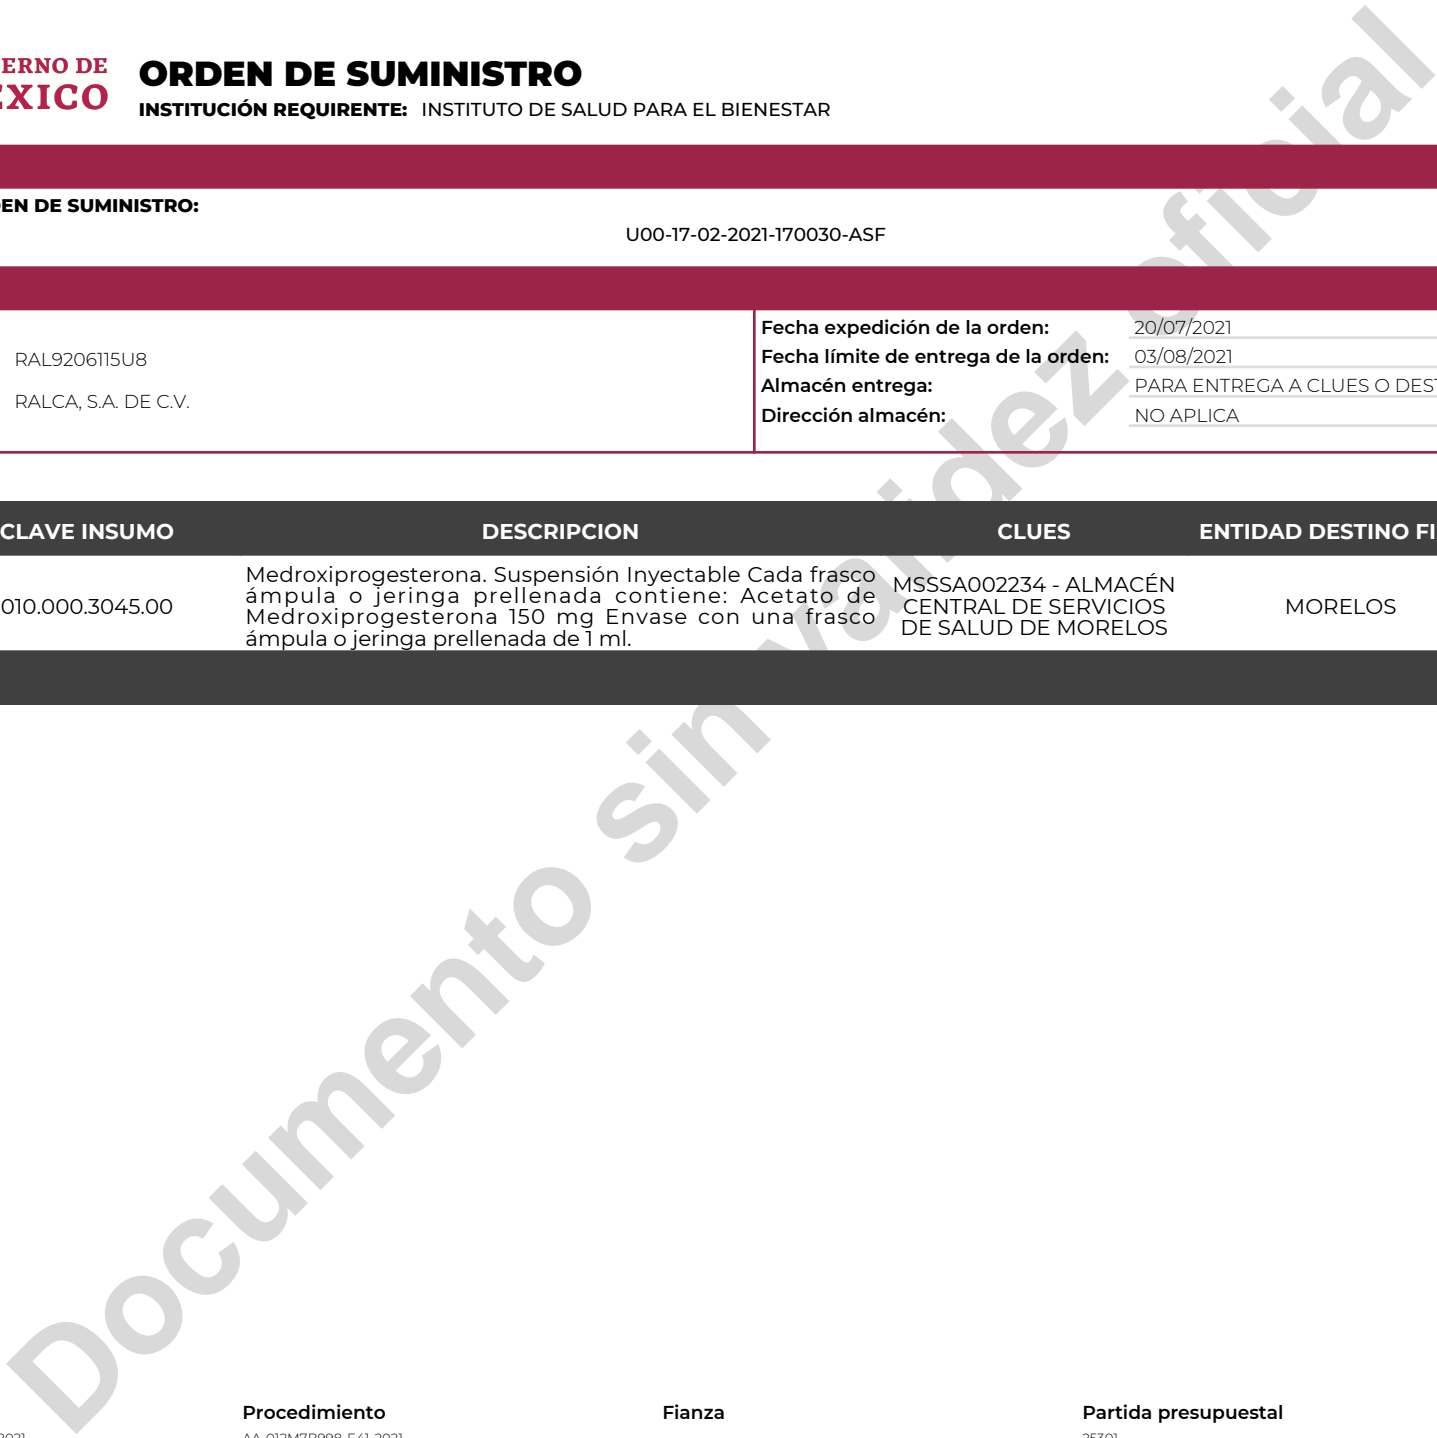 ERNO DE
EXICO
ORDEN DE SUMINISTRO
INSTITUCIÓN REQUIRENTE: INSTITUTO DE SALUD PARA EL BIENESTAR
EN DE SUMINISTRO:
U00-17-02-2021-170030-ASF
RAL9206115U8
RALCA, S.A. DE C.V.
Fecha expedición de la orden: 20/07/2021
Fecha límite de entrega de la orden: 03/08/2021
Almacén entrega: PARA ENTREGA A CLUES O DEST
Dirección almacén: NO APLICA
CLAVE INSUMO DESCRIPCION CLUES ENTIDAD DESTINO FI
010.000.3045.00
Medroxiprogesterona. Suspensión Inyectable Cada frasco
ámpula o jeringa prellenada contiene: Acetato de
Medroxiprogesterona 150 mg Envase con una frasco
ámpula o jeringa prellenada de 1 ml.
MSSSA002234 - ALMACÉN
CENTRAL DE SERVICIOS
DE SALUD DE MORELOS
MORELOS
Documento sin validez oficial
Procedimiento Fianza Partida presupuestal